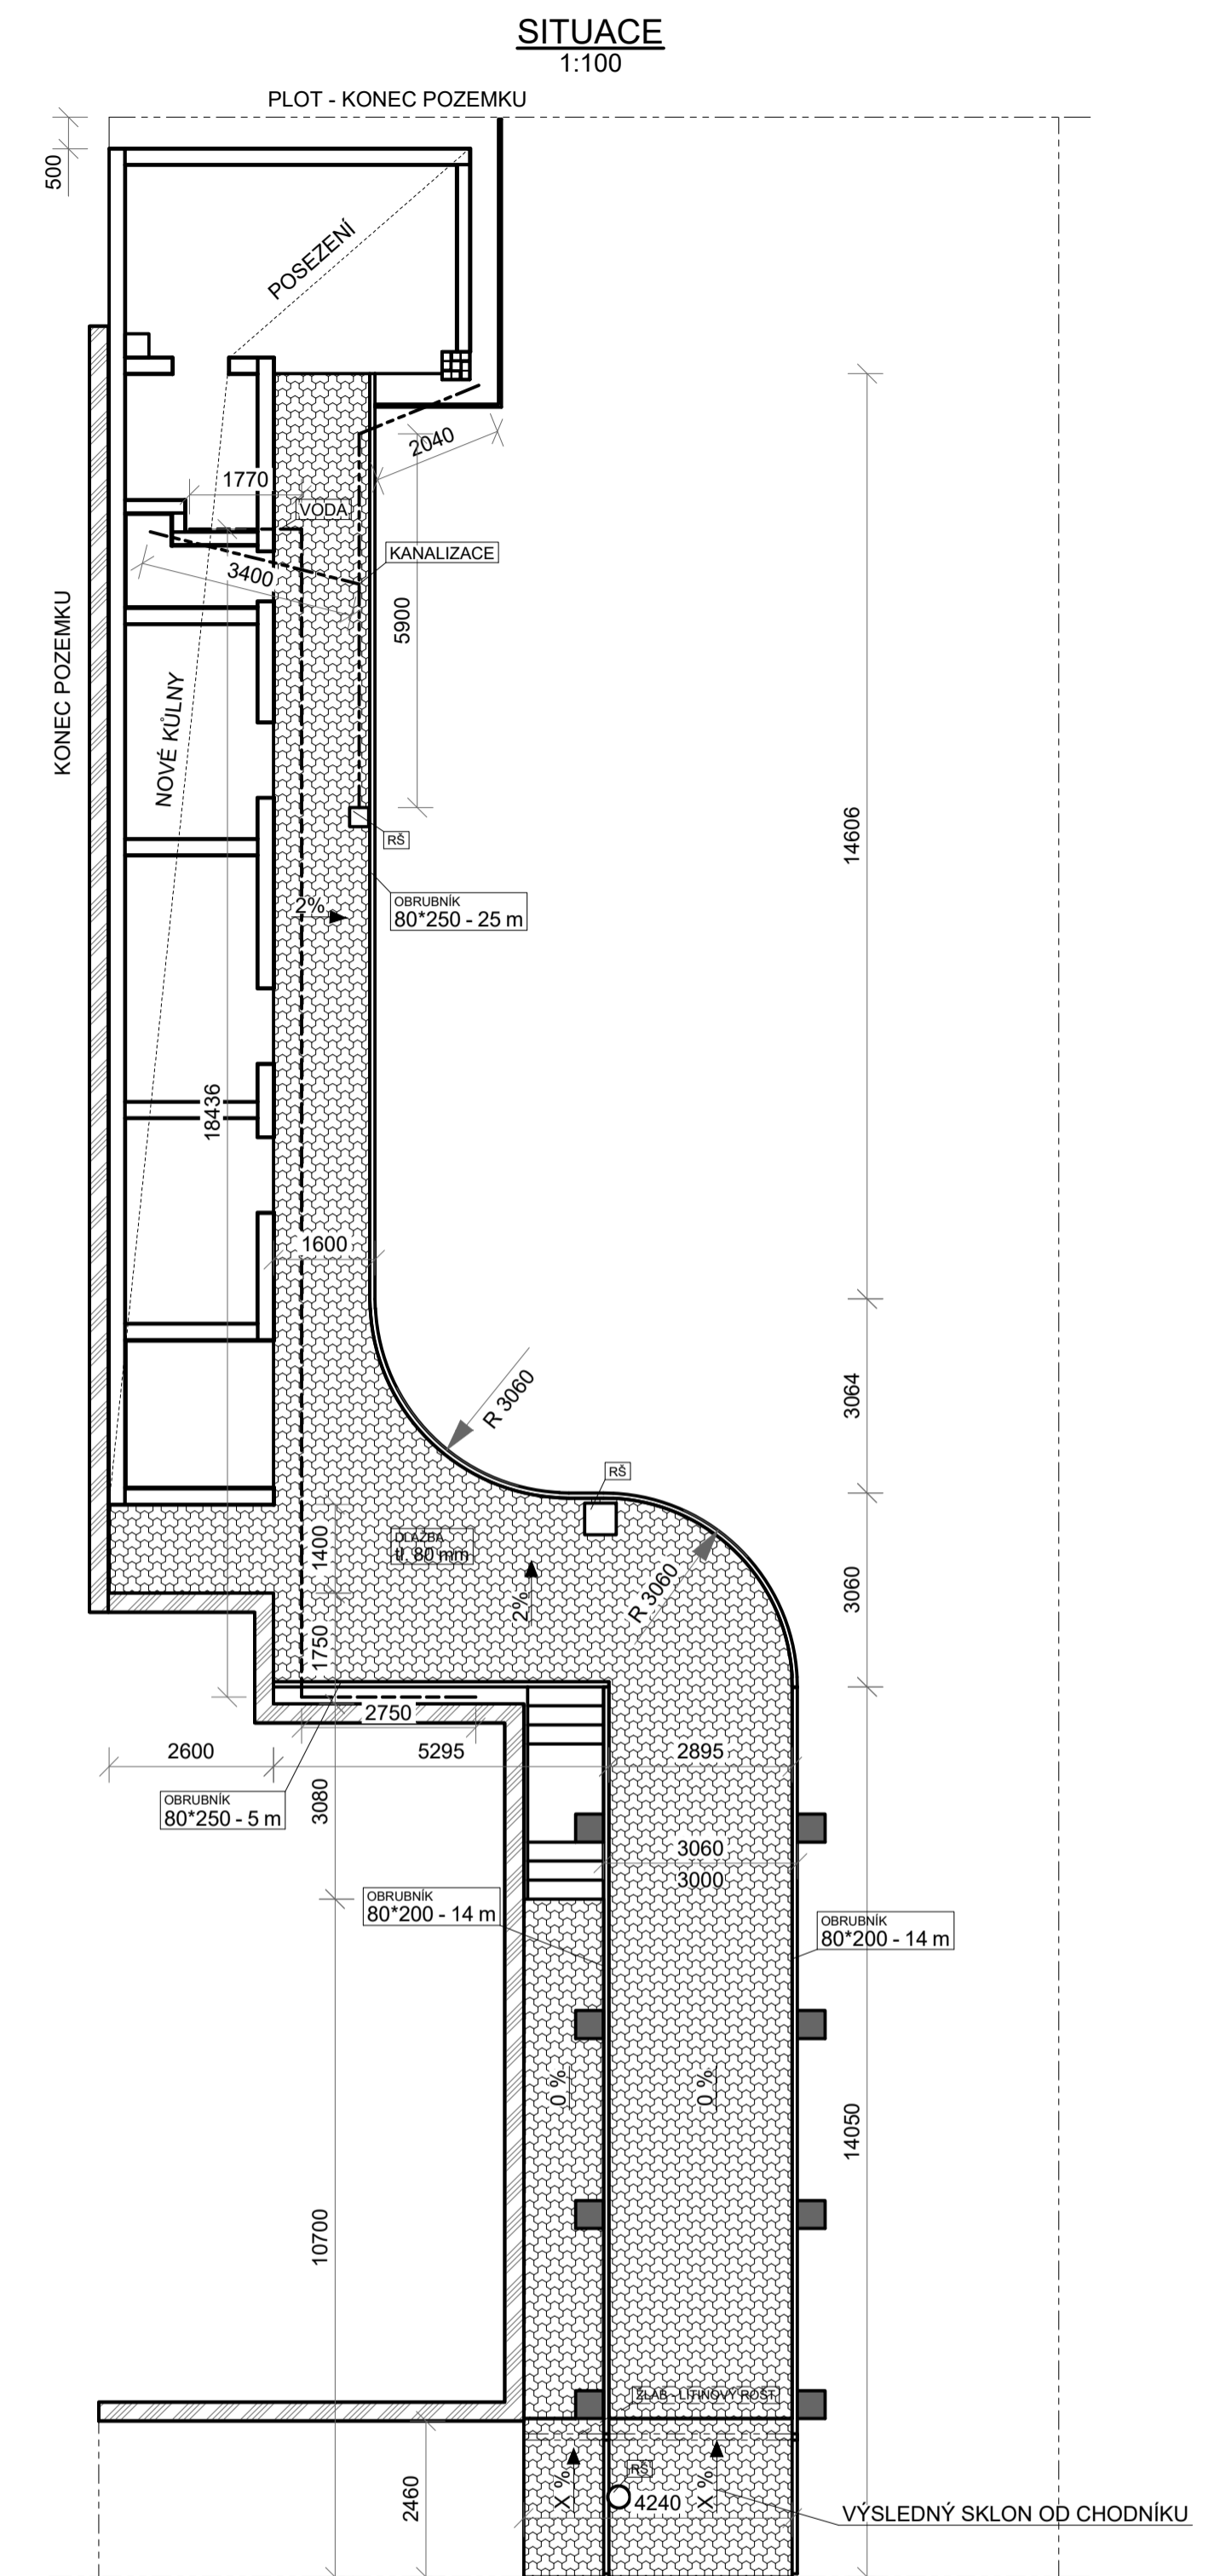 SITUACE
1:100
PLOT - KONEC POZEMKU
500
POSEZENÍ
2040
1770
VODA
KANALIZACE
3400
5900
KONEC POZEMKU
NOVÉ KŮLNY
RŠ
14606
OBRUBNÍK
80*250 - 25 m
2%
18436
1600
R 3060
3064
RŠ
DLAŽBA
tl. 80 mm
1400
2%
R 3060
3060
1750
2750
2600
5295
2895
OBRUBNÍK
80*250 - 5 m
3080
3060
3000
OBRUBNÍK
80*200 - 14 m
OBRUBNÍK
80*200 - 14 m
0 %
0 %
14050
10700
ŽLAB - LITINOVÝ ROŠT
RŠ
X %
4240
X %
2460
VÝSLEDNÝ SKLON OD CHODNÍKU